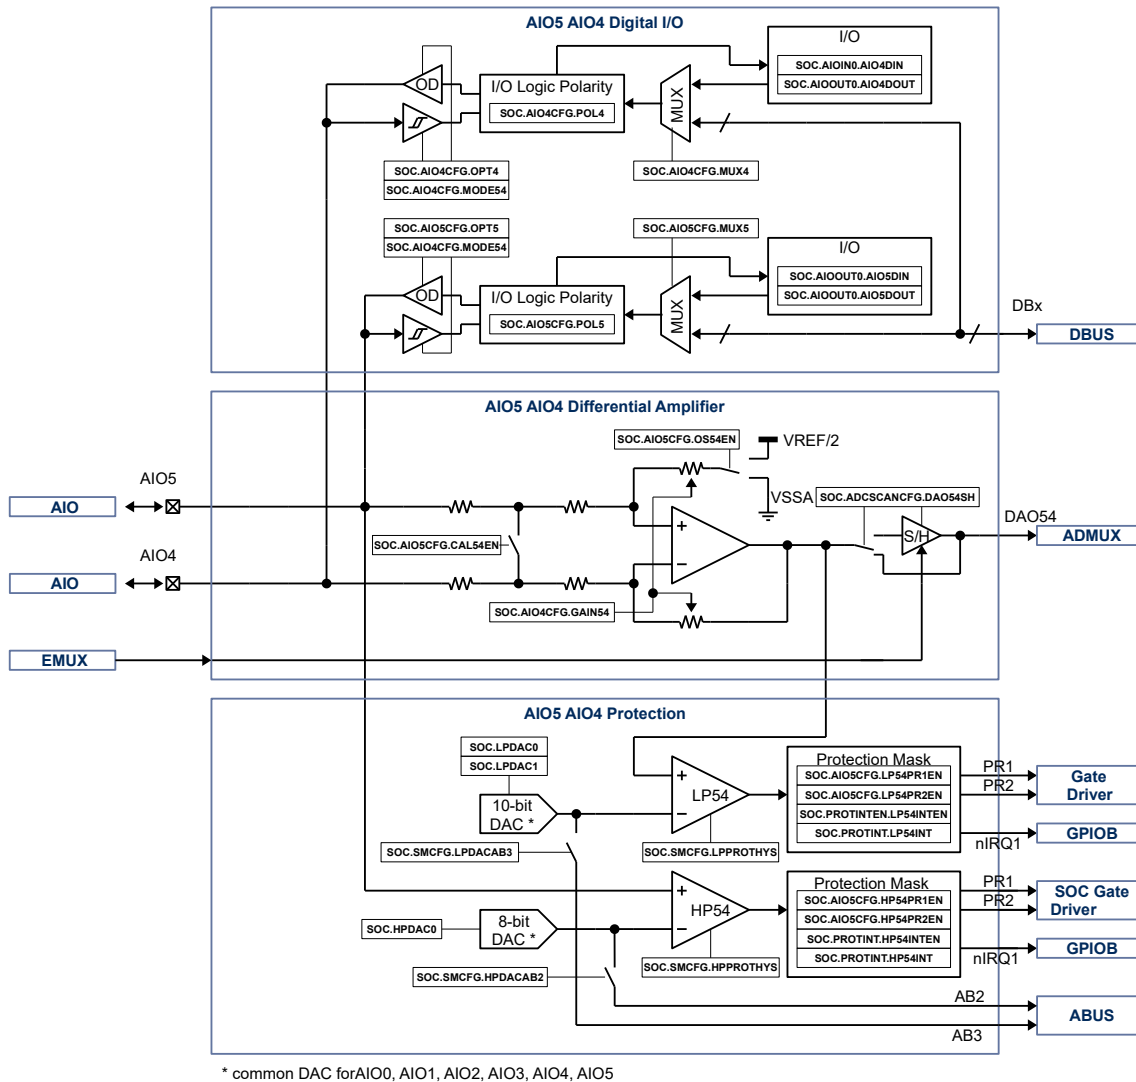 AIO5 AIO4 Digital I/O
I/O
SOC.AIOIN0.AIO4DIN
SOC.AIOOUT0.AIO4DOUT
OD
I/O Logic Polarity
SOC.AIO4CFG.POL4
MUX
SOC.AIO4CFG.OPT4
SOC.AIO4CFG.MODE54
SOC.AIO4CFG.MUX4
SOC.AIO5CFG.OPT5
SOC.AIO4CFG.MODE54
SOC.AIO5CFG.MUX5
I/O
SOC.AIOOUT0.AIO5DIN
SOC.AIOOUT0.AIO5DOUT
OD
I/O Logic Polarity
SOC.AIO5CFG.POL5
MUX
DBx
DBUS
AIO5 AIO4 Differential Amplifier
SOC.AIO5CFG.OS54EN
VREF/2
VSSA
SOC.ADCSCANCFG.DAO54SH
AIO5
AIO
SOC.AIO5CFG.CAL54EN
+
−
S/H
DAO54
ADMUX
AIO4
AIO
SOC.AIO4CFG.GAIN54
EMUX
AIO5 AIO4 Protection
SOC.LPDAC0
SOC.LPDAC1
10-bit
DAC *
+
LP54
−
Protection Mask
SOC.AIO5CFG.LP54PR1EN
SOC.AIO5CFG.LP54PR2EN
SOC.PROTINTEN.LP54INTEN
SOC.PROTINT.LP54INT
PR1
PR2
Gate
Driver
nIRQ1
GPIOB
SOC.SMCFG.LPDACAB3
SOC.SMCFG.LPPROTHYS
SOC.HPDAC0
8-bit
DAC *
+
HP54
−
Protection Mask
SOC.AIO5CFG.HP54PR1EN
SOC.AIO5CFG.HP54PR2EN
SOC.PROTINT.HP54INTEN
SOC.PROTINT.HP54INT
PR1
PR2
SOC Gate
Driver
nIRQ1
GPIOB
SOC.SMCFG.HPDACAB2
SOC.SMCFG.HPPROTHYS
AB2
AB3
ABUS
* common DAC forAIO0, AIO1, AIO2, AIO3, AIO4, AIO5